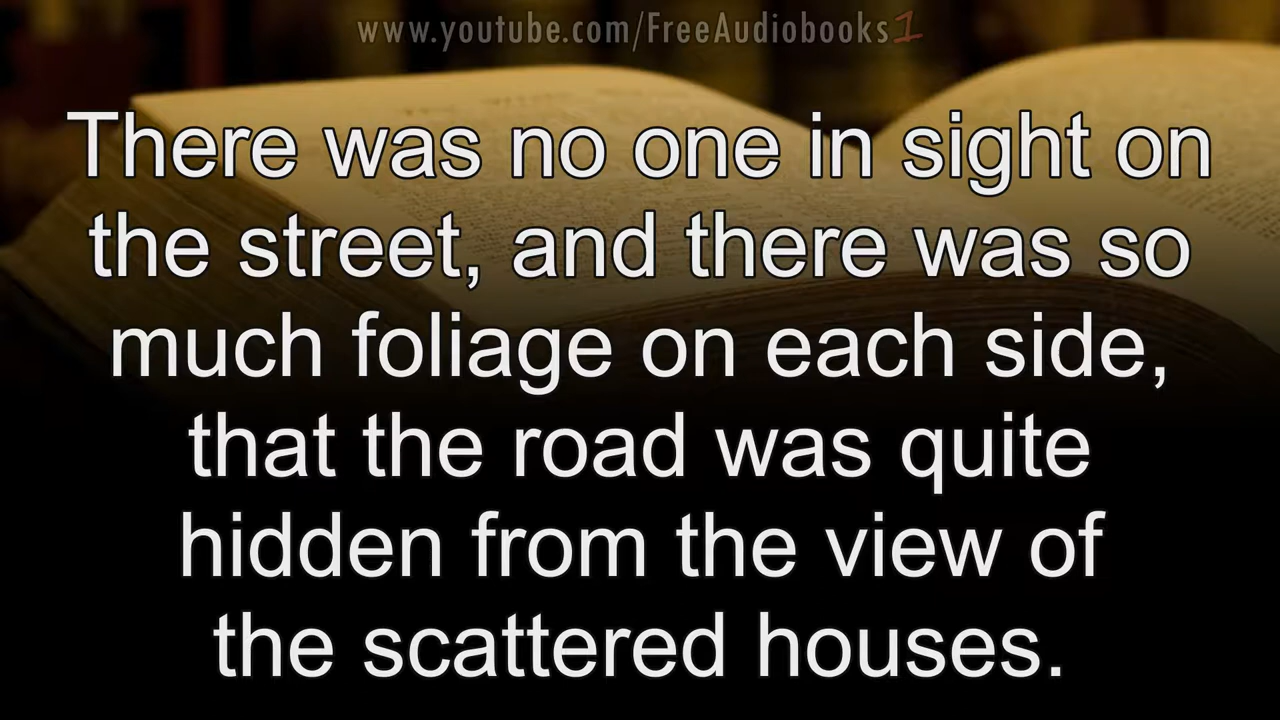 www.youtube.com/FreeAudiobooks1
There was no one in sight on
the street, and there was so
much foliage on each side,
that the road was quite
hidden from the view of
the scattered houses.